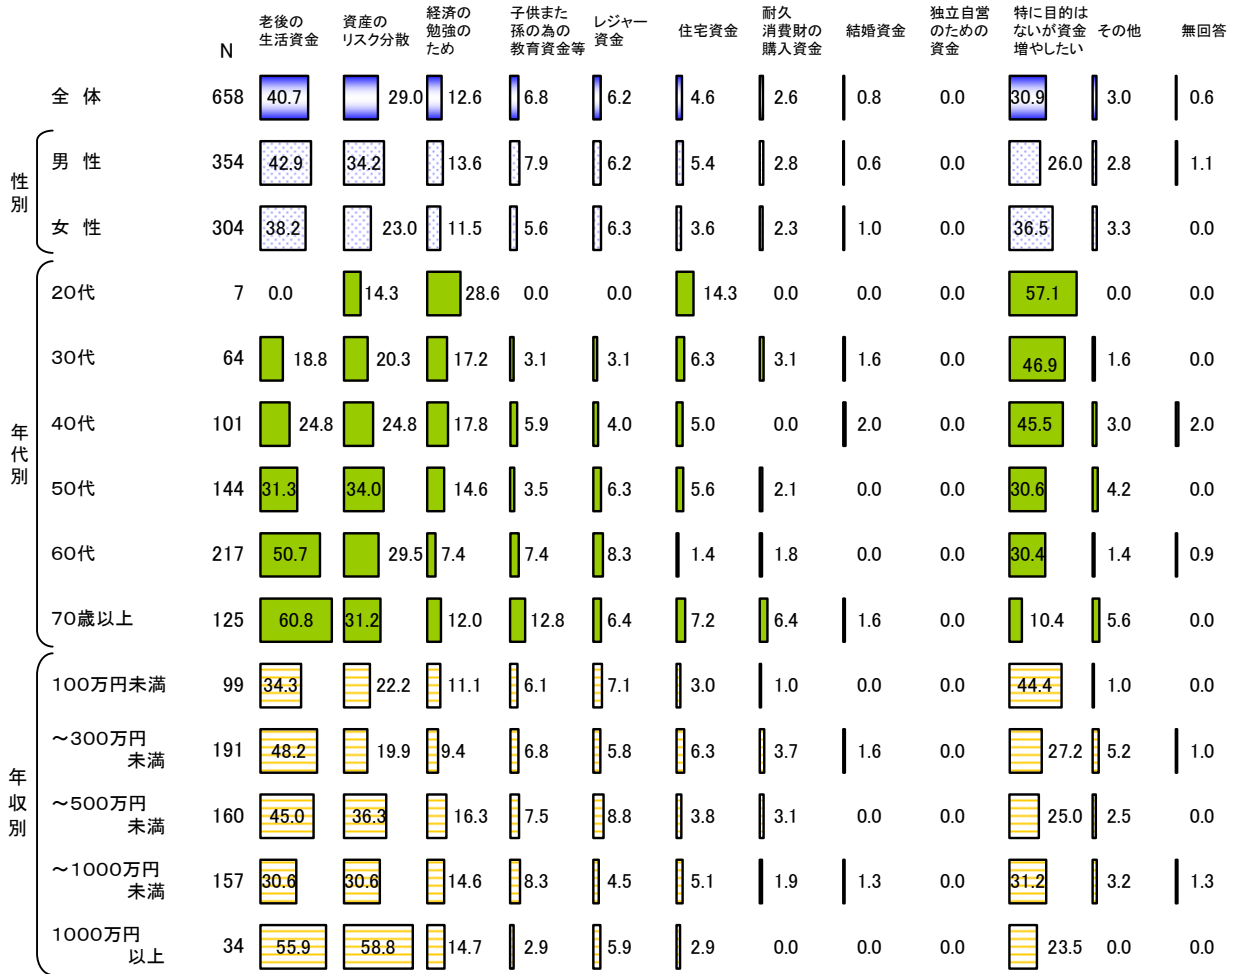 老後の
生活資金
資産の
リスク分散
経済の
勉強の
ため
子供また
孫の為の
教育資金等
レジャー
資金
住宅資金
耐久
消費財の
購入資金
結婚資金
独立自営
のための
資金
特に目的は
ないが資金
増やしたい
その他
無回答
N
全 体 658 40.7 29.0 12.6 6.8 6.2 4.6 2.6 0.8 0.0 30.9 3.0 0.6
性別
男 性 354 42.9 34.2 13.6 7.9 6.2 5.4 2.8 0.6 0.0 26.0 2.8 1.1
女 性 304 38.2 23.0 11.5 5.6 6.3 3.6 2.3 1.0 0.0 36.5 3.3 0.0
年代別
20代 7 0.0 14.3 28.6 0.0 0.0 14.3 0.0 0.0 0.0 57.1 0.0 0.0
30代 64 18.8 20.3 17.2 3.1 3.1 6.3 3.1 1.6 0.0 46.9 1.6 0.0
40代 101 24.8 24.8 17.8 5.9 4.0 5.0 0.0 2.0 0.0 45.5 3.0 2.0
50代 144 31.3 34.0 14.6 3.5 6.3 5.6 2.1 0.0 0.0 30.6 4.2 0.0
60代 217 50.7 29.5 7.4 7.4 8.3 1.4 1.8 0.0 0.0 30.4 1.4 0.9
70歳以上 125 60.8 31.2 12.0 12.8 6.4 7.2 6.4 1.6 0.0 10.4 5.6 0.0
年収別
100万円未満 99 34.3 22.2 11.1 6.1 7.1 3.0 1.0 0.0 0.0 44.4 1.0 0.0
～300万円
未満 191 48.2 19.9 9.4 6.8 5.8 6.3 3.7 1.6 0.0 27.2 5.2 1.0
～500万円
未満 160 45.0 36.3 16.3 7.5 8.8 3.8 3.1 0.0 0.0 25.0 2.5 0.0
～1000万円
未満 157 30.6 30.6 14.6 8.3 4.5 5.1 1.9 1.3 0.0 31.2 3.2 1.3
1000万円
以上 34 55.9 58.8 14.7 2.9 5.9 2.9 0.0 0.0 0.0 23.5 0.0 0.0